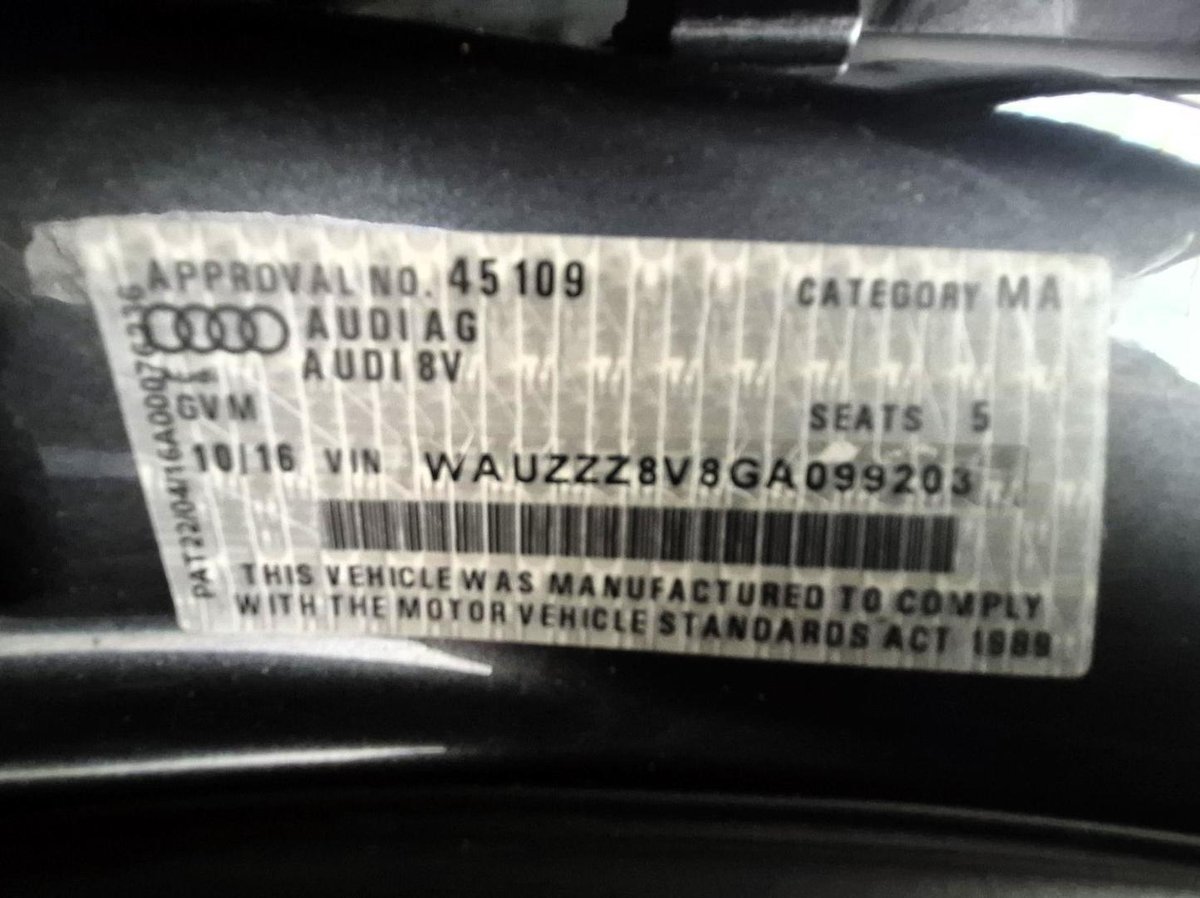 APPROVAL NO. 45109 CATEGORY MA
AUDI AG
AUDI 8V
GVM SEATS 5
10/16 VIN WAUZZZ8V8GA099203
THIS VEHICLE WAS MANUFACTURED TO COMPLY
WITH THE MOTOR VEHICLE STANDARDS ACT 1989